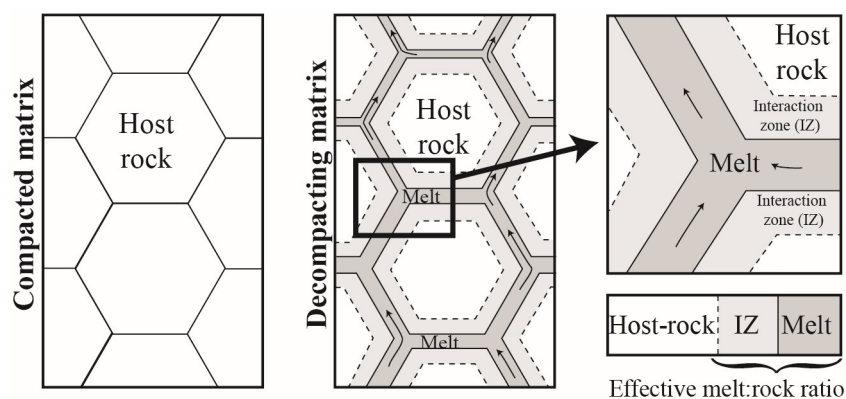 Compacted matrix
Host
rock
Decompacting matrix
Host
rock
Melt
Melt
Host
rock
Interaction
zone (IZ)
Melt
Interaction
zone (IZ)
Host-rock IZ Melt
Effective melt:rock ratio